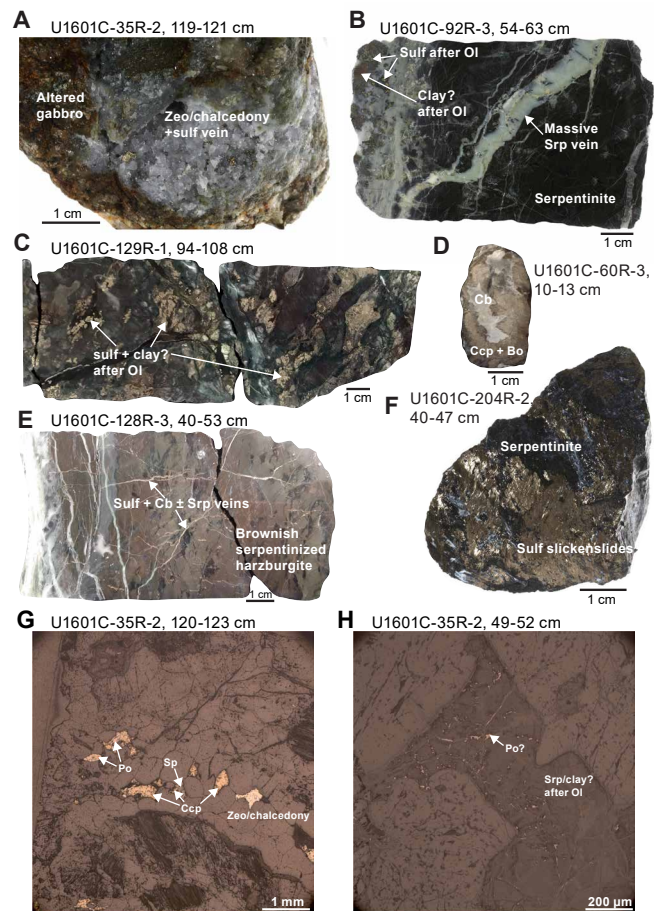 A
U1601C-35R-2, 119-121 cm
Altered
gabbro
Zeo/chalcedony
+sulf vein
1 cm
B
U1601C-92R-3, 54-63 cm
Sulf after Ol
Clay?
after Ol
Massive
Srp vein
Serpentinite
1 cm
C
U1601C-129R-1, 94-108 cm
sulf + clay?
after Ol
1 cm
D
U1601C-60R-3,
10-13 cm
Cb
Ccp + Bo
1 cm
E
U1601C-128R-3, 40-53 cm
Sulf + Cb ± Srp veins
Brownish
serpentinized
harzburgite
1 cm
F
U1601C-204R-2,
40-47 cm
Serpentinite
Sulf slickenslides
1 cm
G
U1601C-35R-2, 120-123 cm
Po
Sp
Ccp
Zeo/chalcedony
1 mm
H
U1601C-35R-2, 49-52 cm
Po?
Srp/clay?
after Ol
200 µm